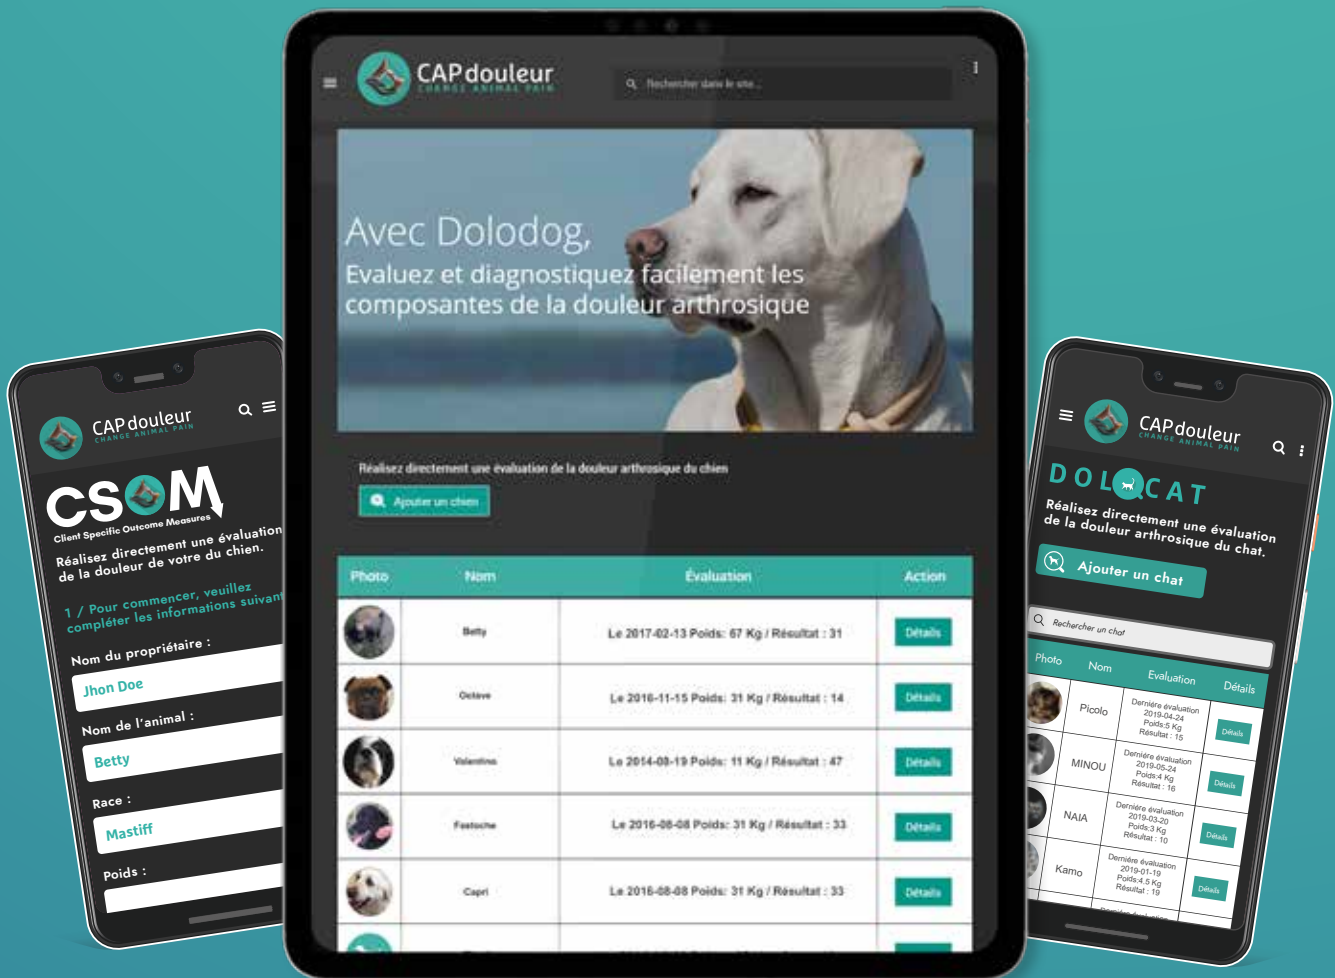 CAPdouleur
CHANGE ANIMAL PAIN
CSOM
Client Specific Outcome Measures
Réalisez directement une évaluation
de la douleur de votre du chien.
1 / Pour commencer, veuillez
compléter les informations suivant
Nom du propriétaire :
Jhon Doe
Nom de l'animal :
Betty
Race :
Mastiff
Poids :
CAPdouleur
CHANGE ANIMAL PAIN
Rechercher dans le site...
Avec Dolodog,
Evaluez et diagnostiquez facilement les
composantes de la douleur arthrosique
Réalisez directement une évaluation de la douleur arthrosique du chien
Ajouter un chien
Photo Nom Évaluation Action
Betty Le 2017-02-13 Poids: 67 Kg / Résultat : 31 Détails
Octave Le 2016-11-15 Poids: 31 Kg / Résultat : 14 Détails
Valentino Le 2014-08-19 Poids: 11 Kg / Résultat : 47 Détails
Fastoche Le 2016-08-08 Poids: 31 Kg / Résultat : 33 Détails
Capri Le 2016-08-08 Poids: 31 Kg / Résultat : 33 Détails
CAPdouleur
CHANGE ANIMAL PAIN
DOLOCAT
Réalisez directement une évaluation
de la douleur arthrosique du chat.
Ajouter un chat
Rechercher un chat
Photo Nom Evaluation Détails
Picolo
Dernière évaluation
2019-04-24
Poids:5 Kg
Résultat : 15
Détails
MINOU
Dernière évaluation
2019-05-24
Poids:4 Kg
Résultat : 16
Détails
NAIA
Dernière évaluation
2019-03-20
Poids:3 Kg
Résultat : 10
Détails
Kamo
Dernière évaluation
2019-01-19
Poids:4.5 Kg
Résultat : 19
Détails